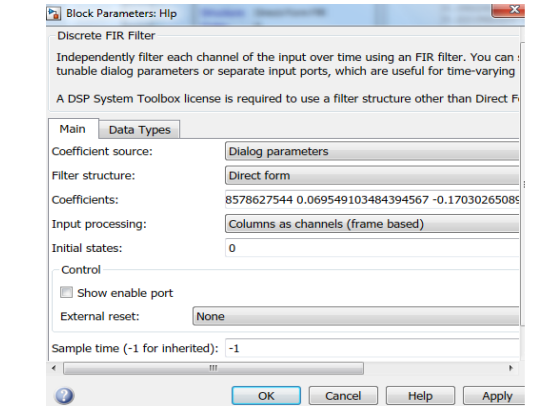 Block Parameters: Hlp
Discrete FIR Filter
Independently filter each channel of the input over time using an FIR filter. You can
tunable dialog parameters or separate input ports, which are useful for time-varying
A DSP System Toolbox license is required to use a filter structure other than Direct F
Main Data Types
Coefficient source: Dialog parameters
Filter structure: Direct form
Coefficients: 8578627544 0.069549103484394567 -0.17030265089
Input processing: Columns as channels (frame based)
Initial states: 0
Control
Show enable port
External reset: None
Sample time (-1 for inherited): -1
OK Cancel Help Apply